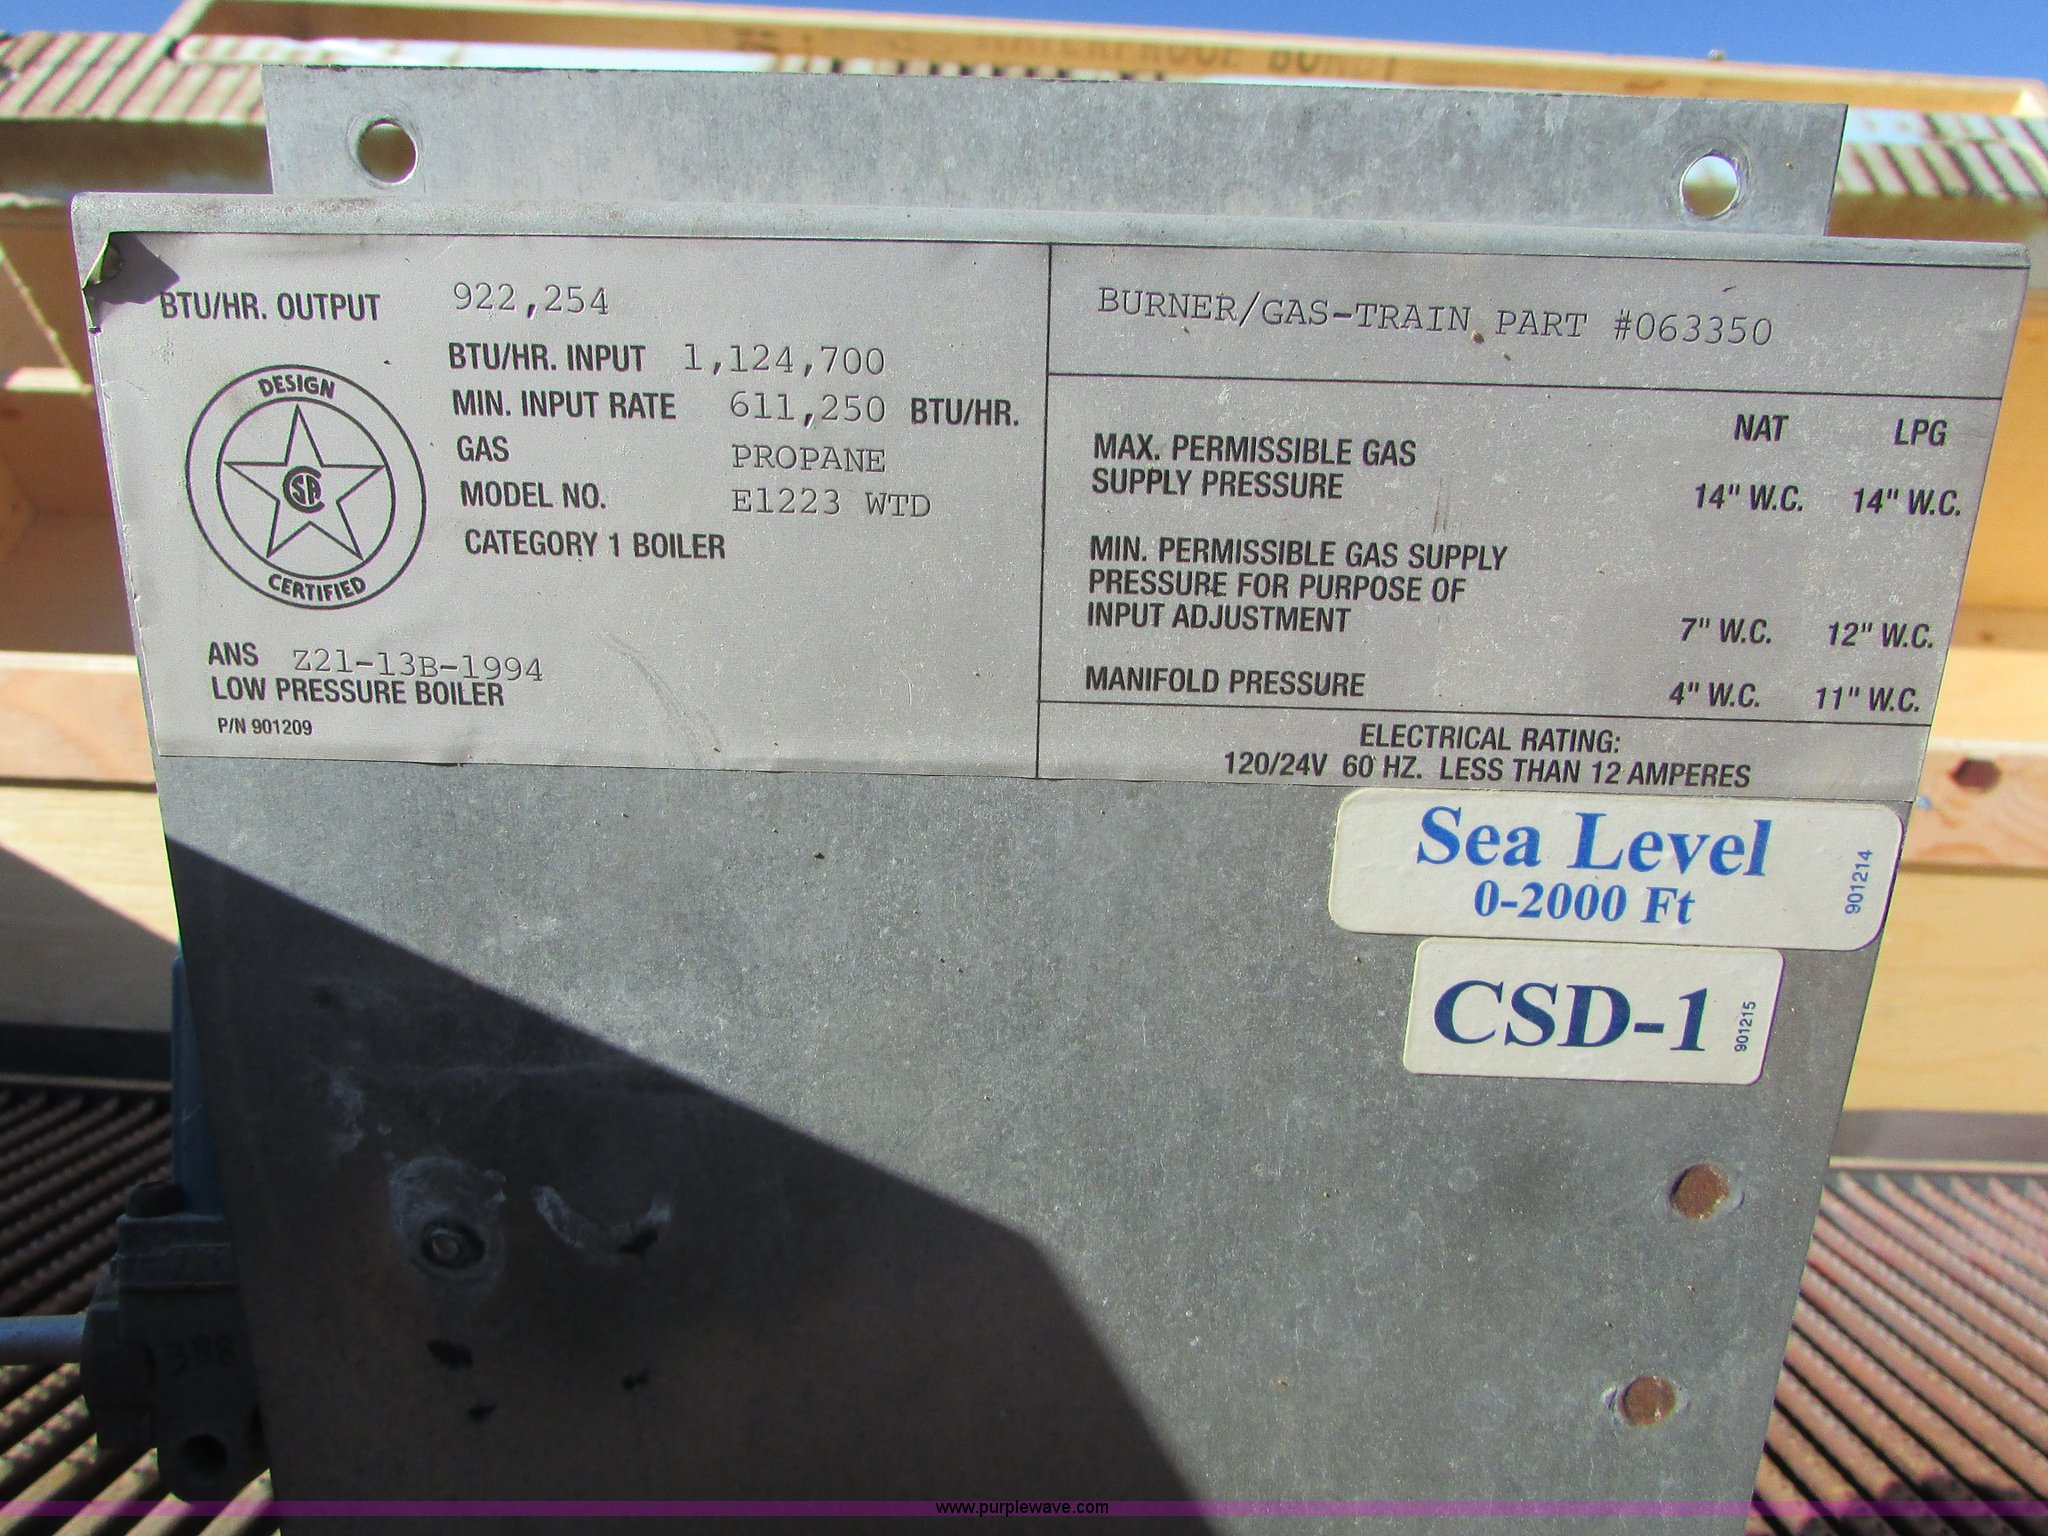 WATERPROOF
BTU/HR. OUTPUT 922,254
BTU/HR. INPUT 1,124,700
MIN. INPUT RATE 611,250 BTU/HR.
GAS PROPANE
MODEL NO. E1223 WTD
CATEGORY 1 BOILER
DESIGN
CSA
CERTIFIED
ANS Z21-13B-1994
LOW PRESSURE BOILER
P/N 901209
BURNER/GAS-TRAIN PART #063350
NAT LPG
MAX. PERMISSIBLE GAS
SUPPLY PRESSURE 14" W.C. 14" W.C.
MIN. PERMISSIBLE GAS SUPPLY
PRESSURE FOR PURPOSE OF
INPUT ADJUSTMENT 7" W.C. 12" W.C.
MANIFOLD PRESSURE 4" W.C. 11" W.C.
ELECTRICAL RATING:
120/24V 60 HZ. LESS THAN 12 AMPERES
Sea Level
0-2000 Ft
901214
CSD-1
901215
www.purplewave.com